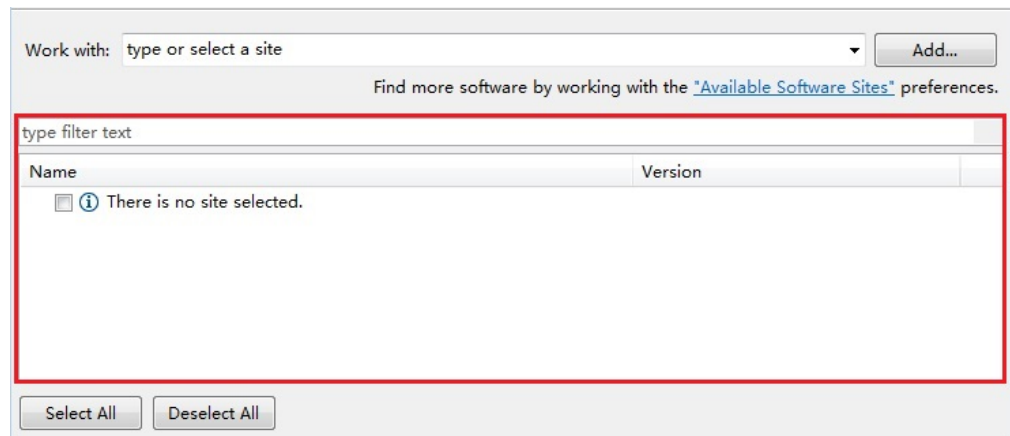 Work with: type or select a site Add...
Find more software by working with the "Available Software Sites" preferences.
type filter text
Name Version
There is no site selected.
Select All Deselect All